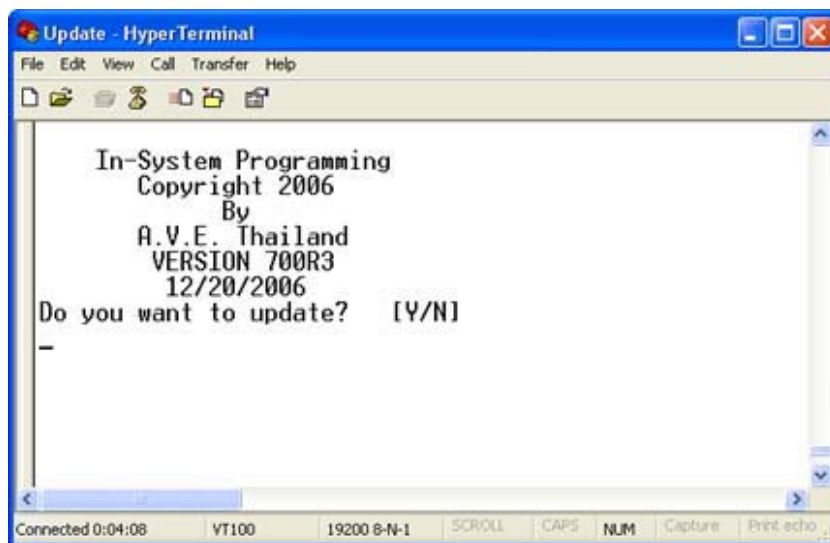 Update - HyperTerminal
File Edit View Call Transfer Help
In-System Programming
Copyright 2006
By
A.V.E. Thailand
VERSION 700R3
12/20/2006
Do you want to update? [Y/N]
Connected 0:04:08 VT100 19200 8-N-1 SCROLL CAPS NUM Capture Print echo